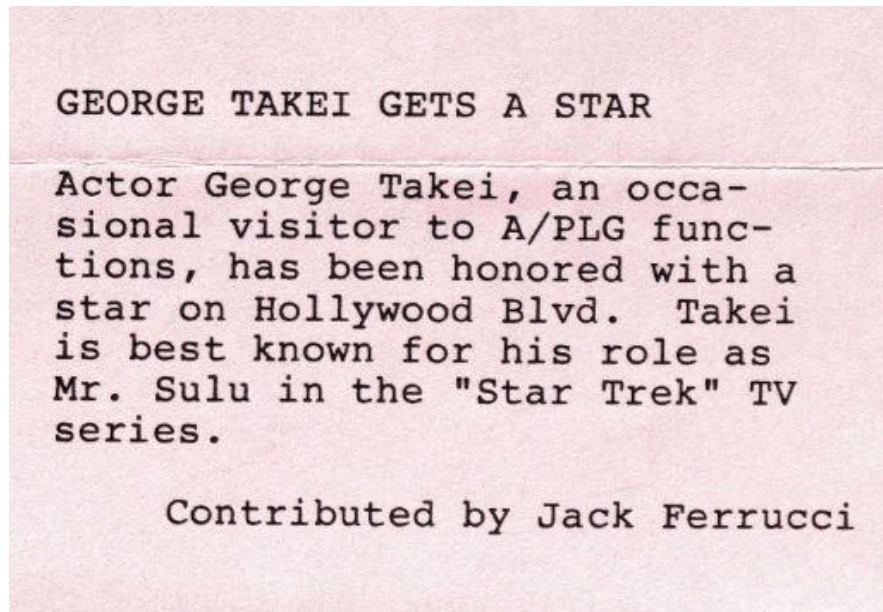 GEORGE TAKEI GETS A STAR
Actor George Takei, an occa-
sional visitor to A/PLG func-
tions, has been honored with a
star on Hollywood Blvd.  Takei
is best known for his role as
Mr. Sulu in the "Star Trek" TV
series.
Contributed by Jack Ferrucci